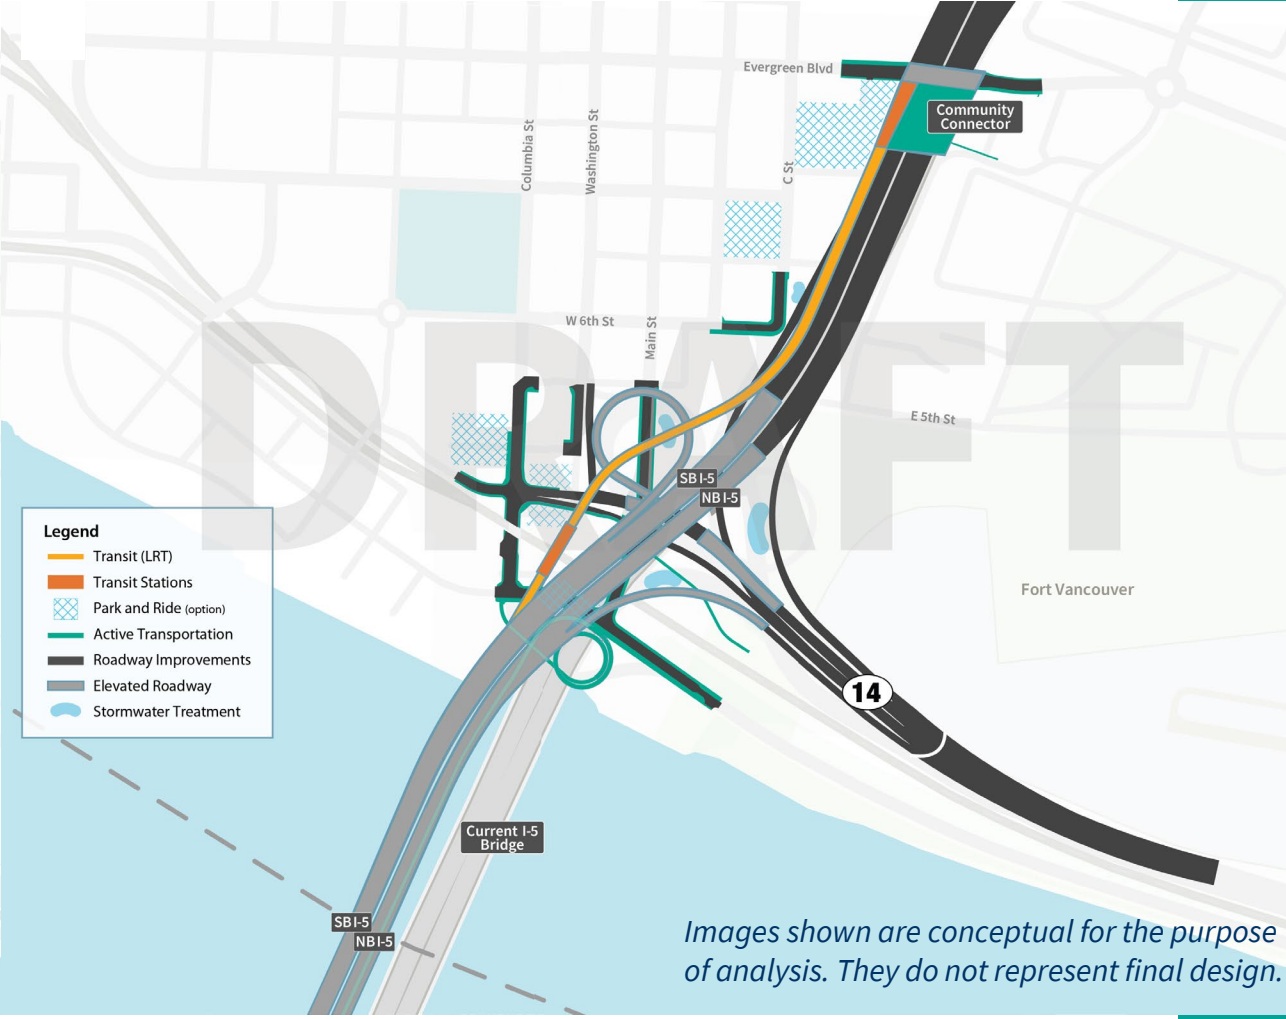 Evergreen Blvd
Community
Connector
Columbia St
Washington St
C St
W 6th St
Main St
DRAFT
E 5th St
SB I-5
NB I-5
Legend
Transit (LRT)
Transit Stations
Park and Ride (option)
Active Transportation
Roadway Improvements
Elevated Roadway
Stormwater Treatment
Fort Vancouver
14
Current I-5
Bridge
SB I-5
NB I-5
Images shown are conceptual for the purpose
of analysis. They do not represent final design.